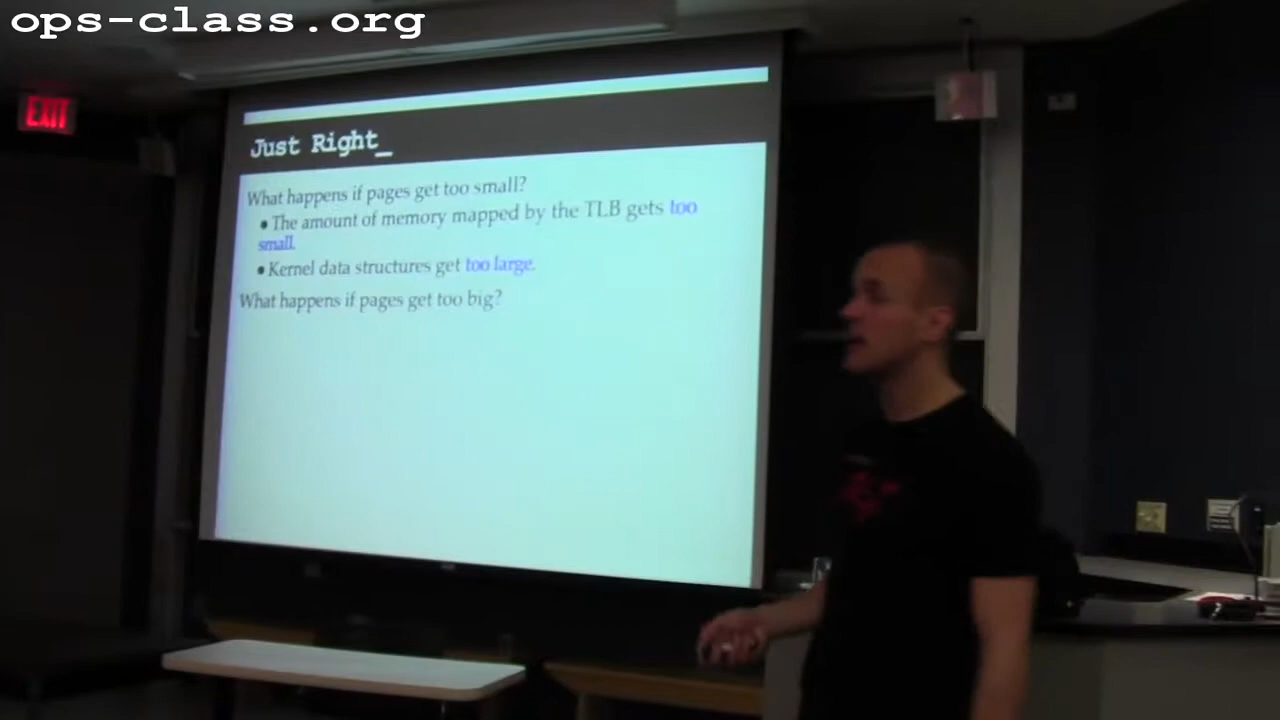 ops-class.org
EXIT
Just Right_
What happens if pages get too small?
• The amount of memory mapped by the TLB gets too
small.
• Kernel data structures get too large.
What happens if pages get too big?